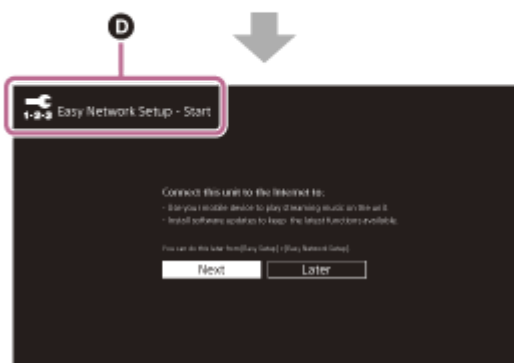 D
1-2-3 Easy Network Setup - Start
Connect this unit to the Internet to:
- Use your mobile device to play streaming music on the unit.
- Install software updates to keep the latest functions available.
You can do this later from [Easy Setup] - [Easy Network Setup].
Next Later